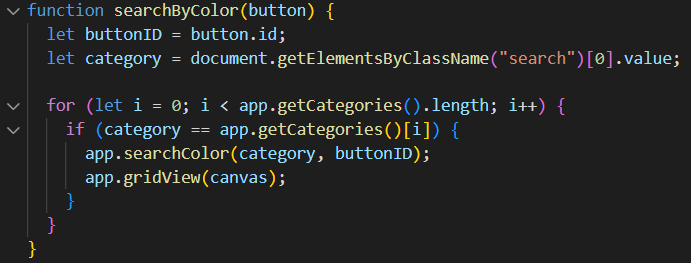 function searchByColor(button) {
let buttonID = button.id;
let category = document.getElementsByClassName("search")[0].value;
for (let i = 0; i < app.getCategories().length; i++) {
if (category == app.getCategories()[i]) {
app.searchColor(category, buttonID);
app.gridView(canvas);
}
}
}